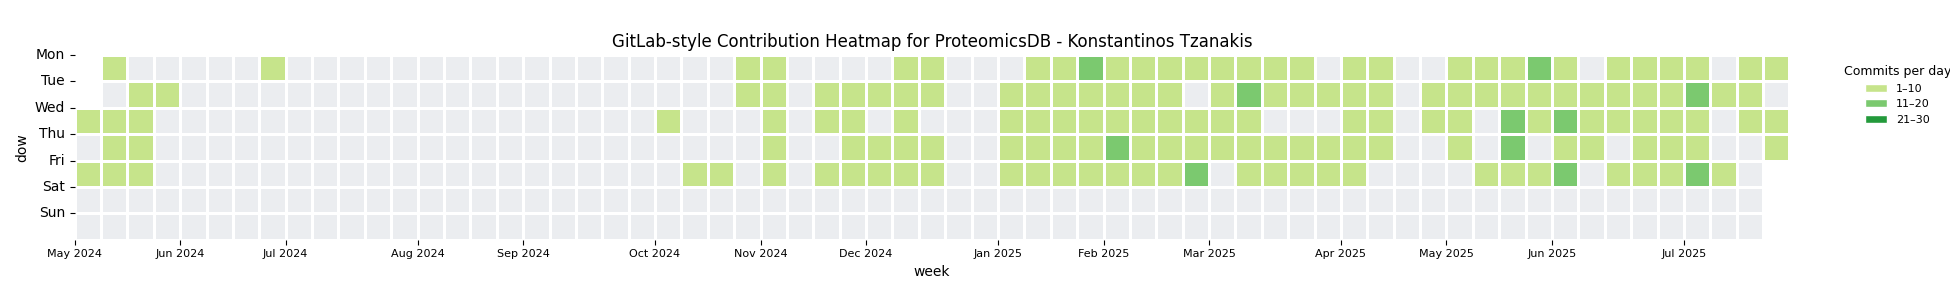 GitLab-style Contribution Heatmap for ProteomicsDB - Konstantinos Tzanakis
Mon
Tue
Wed
Thu
Fri
Sat
Sun
dow
May 2024 Jun 2024 Jul 2024 Aug 2024 Sep 2024 Oct 2024 Nov 2024 Dec 2024 Jan 2025 Feb 2025 Mar 2025 Apr 2025 May 2025 Jun 2025 Jul 2025
week
Commits per day
1–10
11–20
21–30